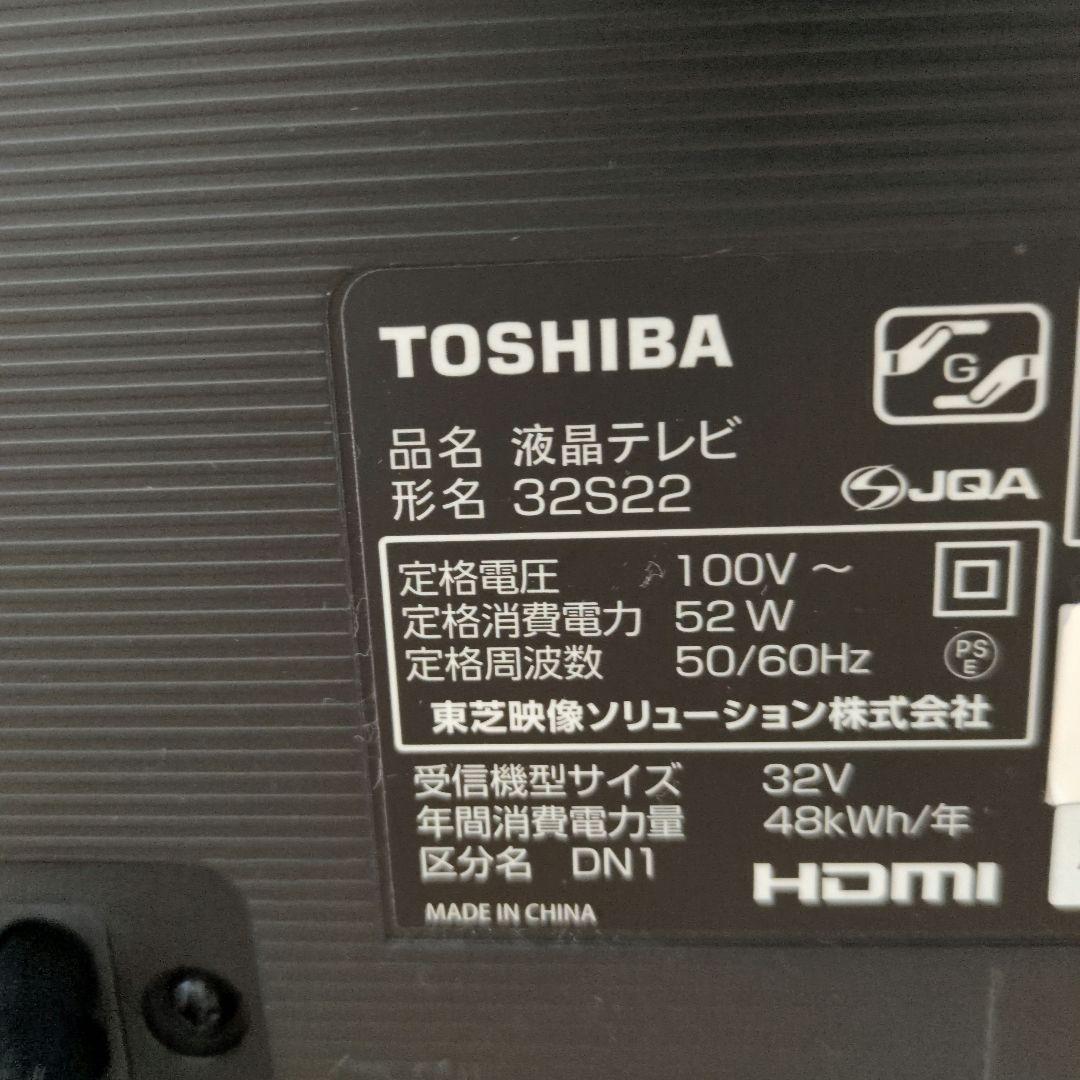 TOSHIBA
G
品名 液晶テレビ
形名 32S22
JQA
定格電圧 100V ～
定格消費電力 52 W
定格周波数 50/60Hz
PS
E
東芝映像ソリューション株式会社
受信機型サイズ 32V
年間消費電力量 48kWh/年
区分名 DN1
HDMI
MADE IN CHINA